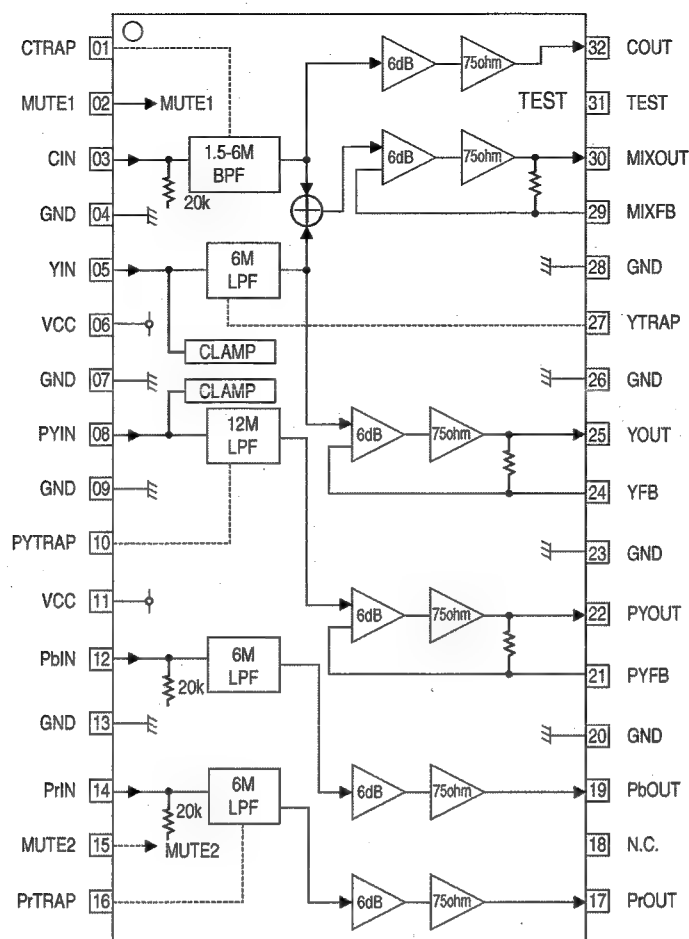 CTRAP 01
MUTE1 02 MUTE1
CIN 03
1.5-6M
BPF
20k
GND 04
YIN 05
6M
LPF
VCC 06
CLAMP
GND 07
CLAMP
PYIN 08
12M
LPF
GND 09
PYTRAP 10
VCC 11
PbIN 12
6M
LPF
20k
GND 13
PrIN 14
6M
LPF
20k
MUTE2 15 MUTE2
PrTRAP 16
6dB 75ohm 32 COUT
TEST 31 TEST
6dB 75ohm 30 MIXOUT
29 MIXFB
28 GND
27 YTRAP
26 GND
6dB 75ohm 25 YOUT
24 YFB
23 GND
6dB 75ohm 22 PYOUT
21 PYFB
20 GND
6dB 75ohm 19 PbOUT
18 N.C.
6dB 75ohm 17 PrOUT